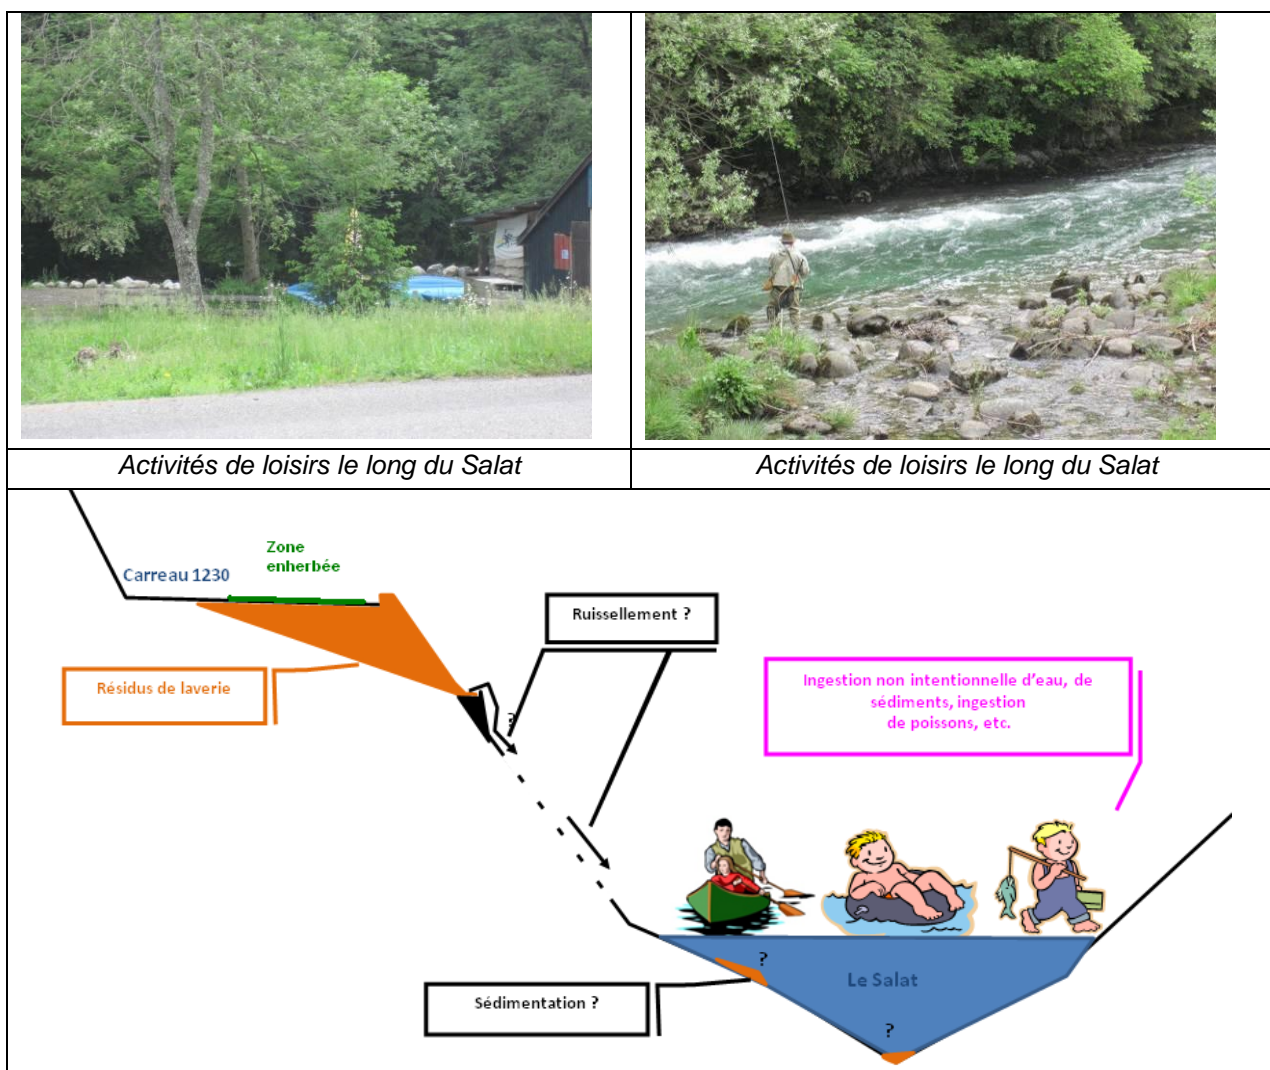 Activités de loisirs le long du Salat
Activités de loisirs le long du Salat
Zone
enherbée
Carreau 1230
Ruissellement ?
Résidus de laverie
Ingestion non intentionnelle d'eau, de
sédiments, ingestion
de poissons, etc.
?
?
Le Salat
Sédimentation ?
?